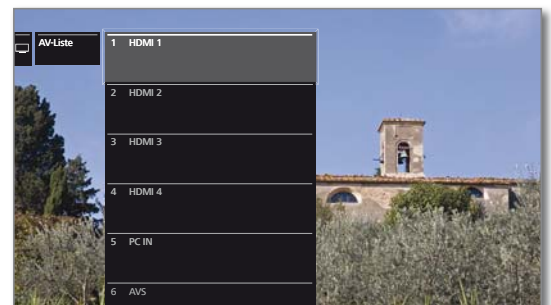 AV-Liste
1 HDMI 1
2 HDMI 2
3 HDMI 3
4 HDMI 4
5 PC IN
6 AVS